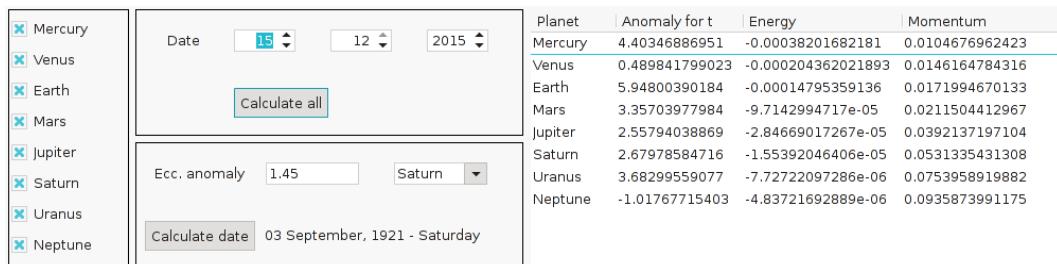 Mercury
Venus
Earth
Mars
Jupiter
Saturn
Uranus
Neptune
Date 15 12 2015
Calculate all
Ecc. anomaly 1.45 Saturn
Calculate date 03 September, 1921 - Saturday
Planet Anomaly for t Energy Momentum
Mercury 4.40346886951 -0.00038201682181 0.0104676962423
Venus 0.489841799023 -0.000204362021893 0.0146164784316
Earth 5.94800390184 -0.00014795359136 0.0171994670133
Mars 3.35703977984 -9.7142994717e-05 0.0211504412967
Jupiter 2.55794038869 -2.84669017267e-05 0.0392137197104
Saturn 2.67978584716 -1.55392046406e-05 0.0531335431308
Uranus 3.68299559077 -7.72722097286e-06 0.0753958919882
Neptune -1.01767715403 -4.83721692889e-06 0.0935873991175